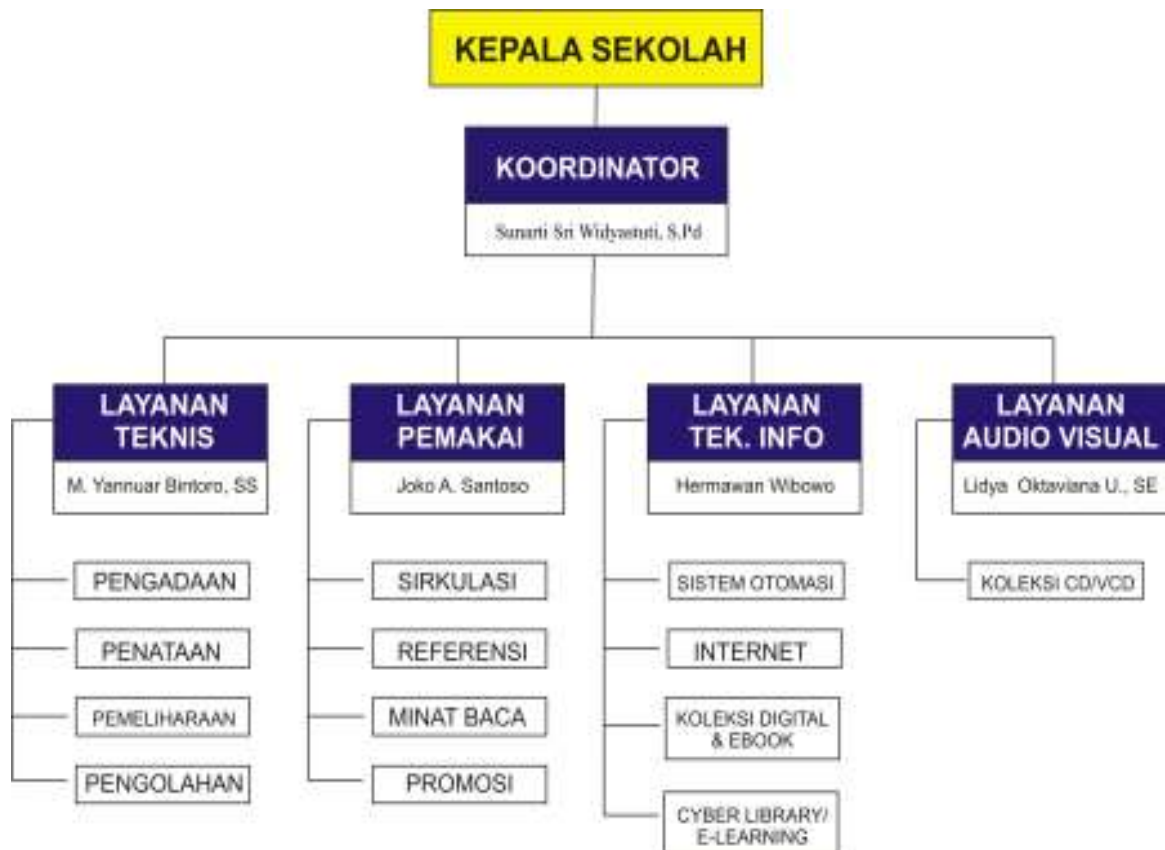 KEPALA SEKOLAH
KOORDINATOR
Sunarti Sri Widyastuti, S.Pd
LAYANAN
TEKNIS
M. Yannuar Bintoro, SS
PENGADAAN
PENATAAN
PEMELIHARAAN
PENGOLAHAN
LAYANAN
PEMAKAI
Joko A. Santoso
SIRKULASI
REFERENSI
MINAT BACA
PROMOSI
LAYANAN
TEK. INFO
Hermawan Wibowo
SISTEM OTOMASI
INTERNET
KOLEKSI DIGITAL
& EBOOK
CYBER LIBRARY/
E-LEARNING
LAYANAN
AUDIO VISUAL
Lidya Oktaviana U., SE
KOLEKSI CD/VCD